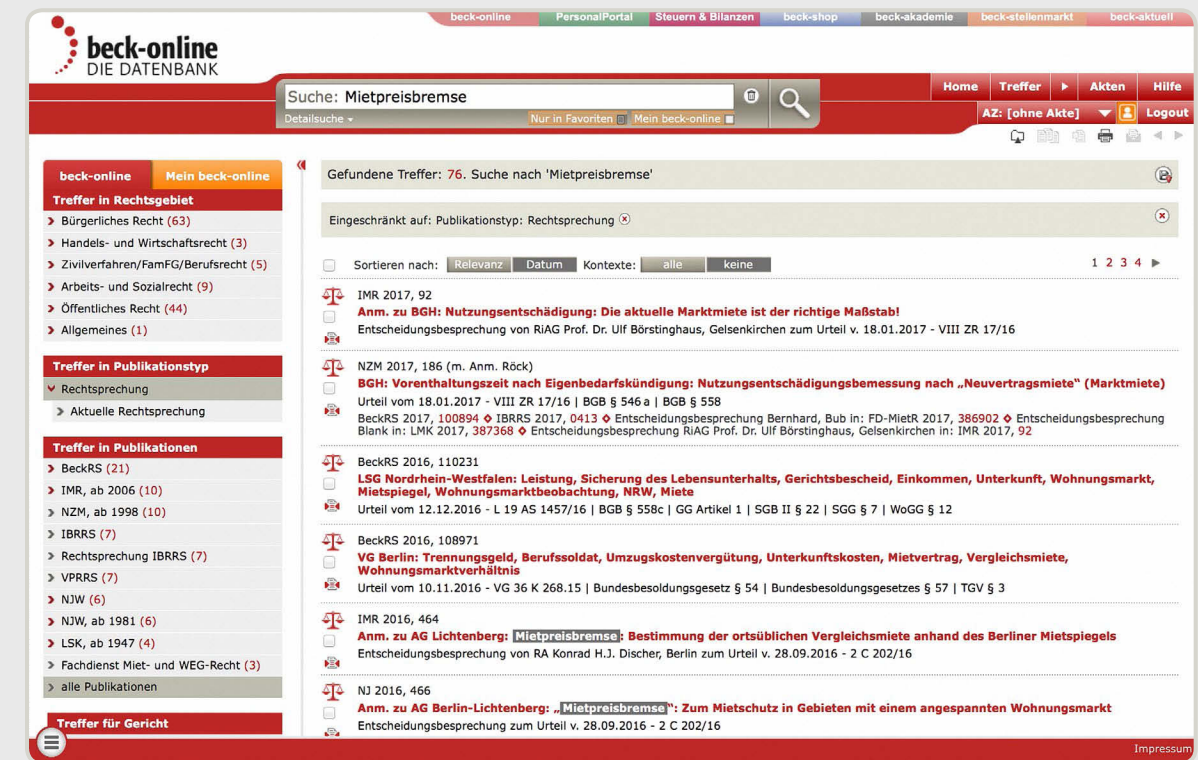 beck-online PersonalPortal Steuern & Bilanzen beck-shop beck-akademie beck-stellenmarkt beck-aktuell
beck-online
DIE DATENBANK
Suche: Mietpreisbremse
Detailsuche
Nur in Favoriten Mein beck-online
Home Treffer Akten Hilfe
AZ: [ohne Akte] Logout
beck-online Mein beck-online
Treffer in Rechtsgebiet
Bürgerliches Recht (63)
Handels- und Wirtschaftsrecht (3)
Zivilverfahren/FamFG/Berufsrecht (5)
Arbeits- und Sozialrecht (9)
Öffentliches Recht (44)
Allgemeines (1)
Treffer in Publikationstyp
Rechtsprechung
Aktuelle Rechtsprechung
Treffer in Publikationen
BeckRS (21)
IMR, ab 2006 (10)
NZM, ab 1998 (10)
IBRRS (7)
Rechtsprechung IBRRS (7)
VPRRS (7)
NJW (6)
NJW, ab 1981 (6)
LSK, ab 1947 (4)
Fachdienst Miet- und WEG-Recht (3)
alle Publikationen
Treffer für Gericht
Gefundene Treffer: 76. Suche nach 'Mietpreisbremse'
Eingeschränkt auf: Publikationstyp: Rechtsprechung
Sortieren nach: Relevanz Datum Kontexte: alle keine
1 2 3 4
IMR 2017, 92
Anm. zu BGH: Nutzungsentschädigung: Die aktuelle Marktmiete ist der richtige Maßstab!
Entscheidungsbesprechung von RiAG Prof. Dr. Ulf Börstinghaus, Gelsenkirchen zum Urteil v. 18.01.2017 - VIII ZR 17/16
NZM 2017, 186 (m. Anm. Röck)
BGH: Vorenthaltungszeit nach Eigenbedarfskündigung: Nutzungsentschädigungsbemessung nach „Neuvertragsmiete" (Marktmiete)
Urteil vom 18.01.2017 - VIII ZR 17/16 | BGB § 546 a | BGB § 558
BeckRS 2017, 100894 ◆ IBRRS 2017, 0413 ◆ Entscheidungsbesprechung Bernhard, Bub in: FD-MietR 2017, 386902 ◆ Entscheidungsbesprechung
Blank in: LMK 2017, 387368 ◆ Entscheidungsbesprechung RiAG Prof. Dr. Ulf Börstinghaus, Gelsenkirchen in: IMR 2017, 92
BeckRS 2016, 110231
LSG Nordrhein-Westfalen: Leistung, Sicherung des Lebensunterhalts, Gerichtsbescheid, Einkommen, Unterkunft, Wohnungsmarkt,
Mietspiegel, Wohnungsmarktbeobachtung, NRW, Miete
Urteil vom 12.12.2016 - L 19 AS 1457/16 | BGB § 558c | GG Artikel 1 | SGB II § 22 | SGG § 7 | WoGG § 12
BeckRS 2016, 108971
VG Berlin: Trennungsgeld, Berufssoldat, Umzugskostenvergütung, Unterkunftskosten, Mietvertrag, Vergleichsmiete,
Wohnungsmarktverhältnis
Urteil vom 10.11.2016 - VG 36 K 268.15 | Bundesbesoldungsgesetz § 54 | Bundesbesoldungsgesetzes § 57 | TGV § 3
IMR 2016, 464
Anm. zu AG Lichtenberg: Mietpreisbremse: Bestimmung der ortsüblichen Vergleichsmiete anhand des Berliner Mietspiegels
Entscheidungsbesprechung von RA Konrad H.J. Discher, Berlin zum Urteil v. 28.09.2016 - 2 C 202/16
NJ 2016, 466
Anm. zu AG Berlin-Lichtenberg: „Mietpreisbremse": Zum Mietschutz in Gebieten mit einem angespannten Wohnungsmarkt
Entscheidungsbesprechung zum Urteil v. 28.09.2016 - 2 C 202/16
Impressum